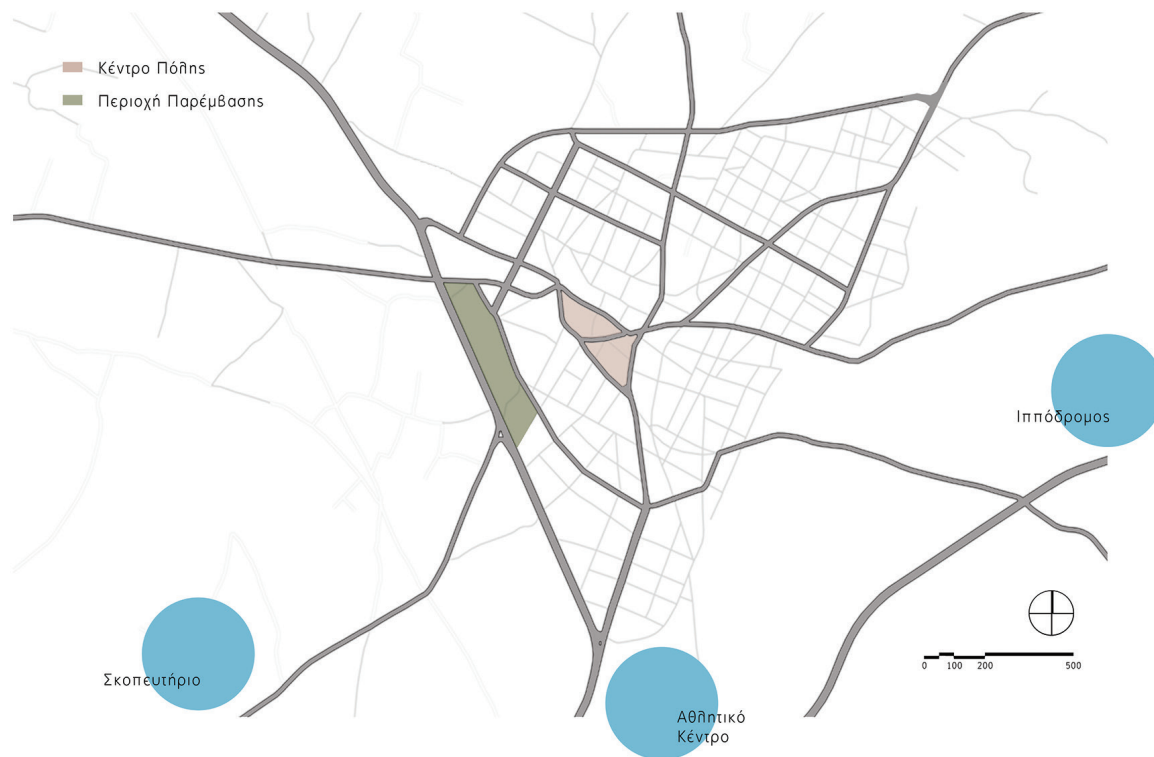 Κέντρο Πόλης
Περιοχή Παρέμβασης
Ιππόδρομος
Σκοπευτήριο
Αθλητικό
Κέντρο
0 100 200 500